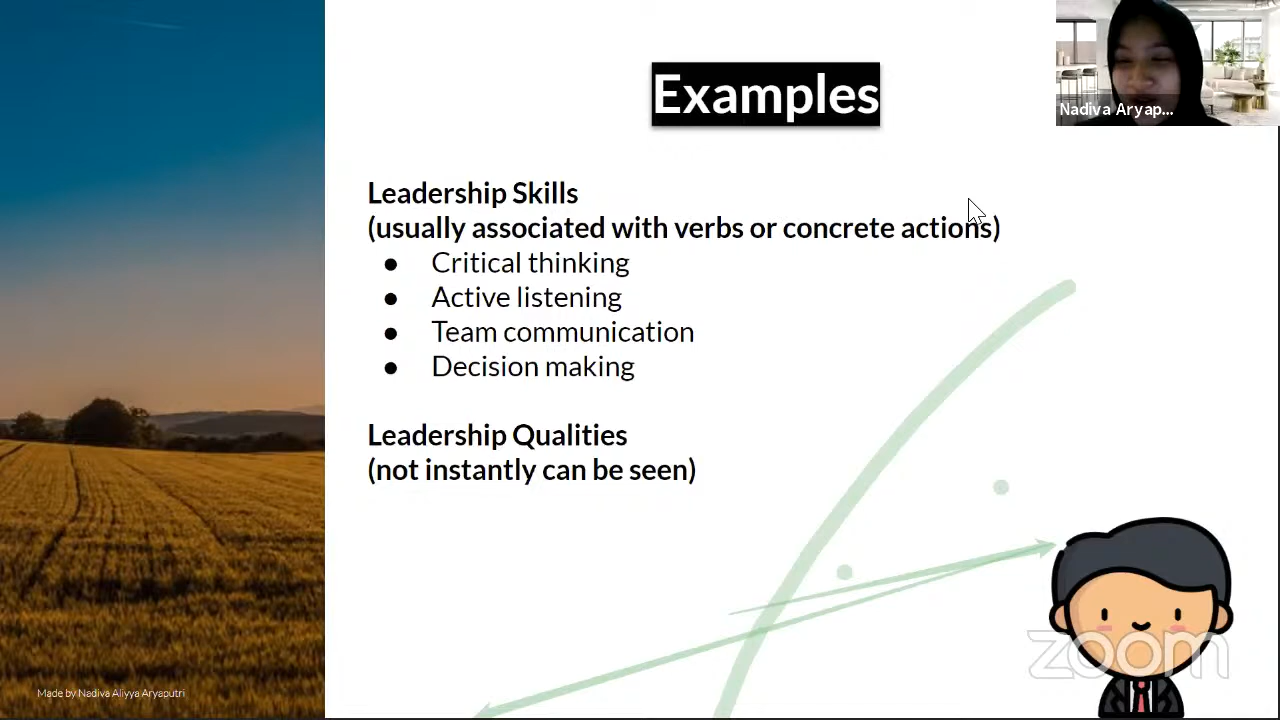 Examples
Nadiva Aryap...
Leadership Skills
(usually associated with verbs or concrete actions)
● Critical thinking
● Active listening
● Team communication
● Decision making
Leadership Qualities
(not instantly can be seen)
zoom
Made by Nadiva Aliyya Aryaputri